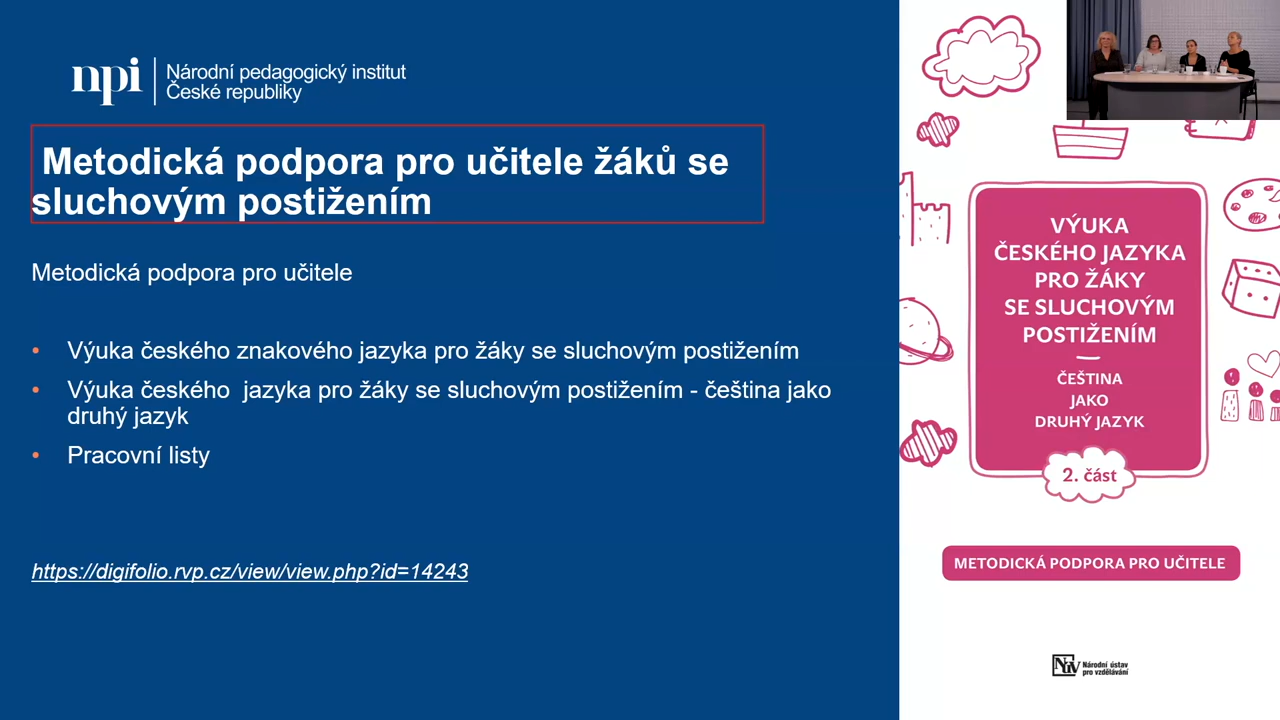 npi
Národní pedagogický institut
České republiky
Metodická podpora pro učitele žáků se
sluchovým postižením
Metodická podpora pro učitele
• Výuka českého znakového jazyka pro žáky se sluchovým postižením
• Výuka českého  jazyka pro žáky se sluchovým postižením - čeština jako
druhý jazyk
• Pracovní listy
https://digifolio.rvp.cz/view/view.php?id=14243
VÝUKA
ČESKÉHO JAZYKA
PRO ŽÁKY
SE SLUCHOVÝM
POSTIŽENÍM
ČEŠTINA
JAKO
DRUHÝ JAZYK
2. část
METODICKÁ PODPORA PRO UČITELE
NÚV
Národní ústav
pro vzdělávání